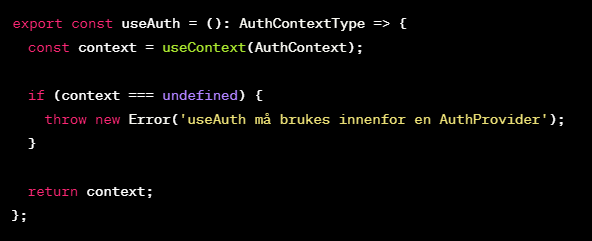 export const useAuth = (): AuthContextType => {
  const context = useContext(AuthContext);

  if (context === undefined) {
    throw new Error('useAuth må brukes innenfor en AuthProvider');
  }

  return context;
};